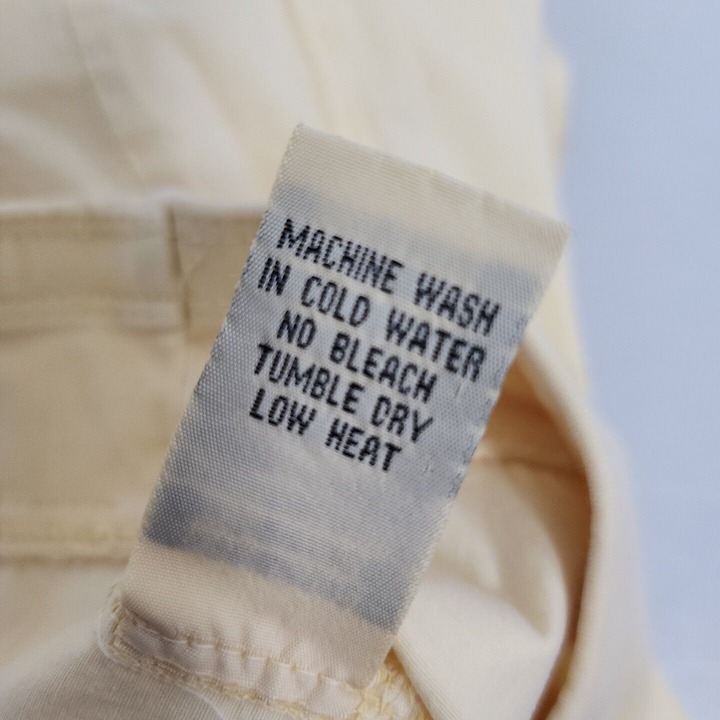 MACHINE WASH
IN COLD WATER
NO BLEACH
TUMBLE DRY
LOW HEAT